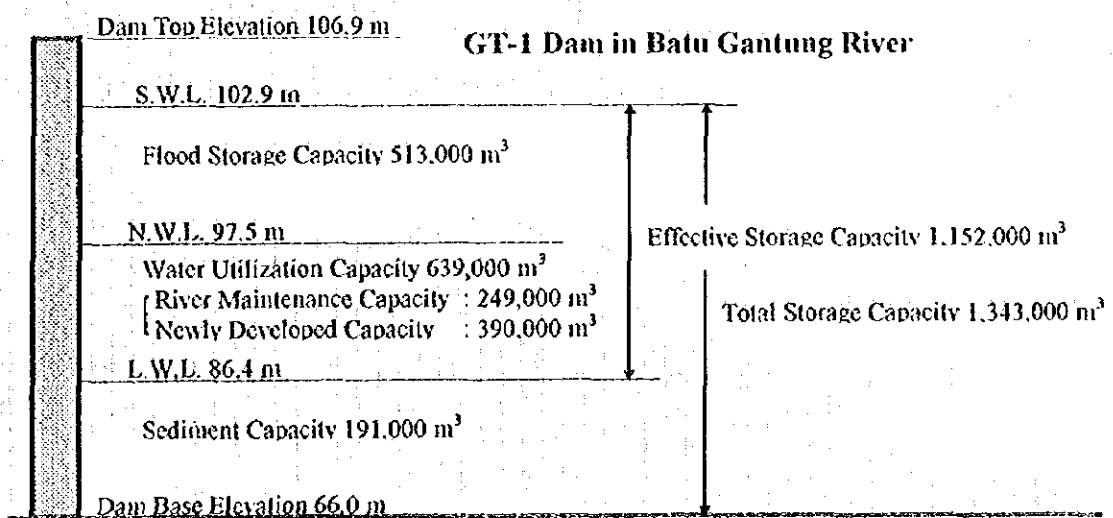 Dam Top Elevation 106.9 m
GT-1 Dam in Batu Gantung River
S.W.L. 102.9 m
Flood Storage Capacity 513,000 m³
N.W.L. 97.5 m
Effective Storage Capacity 1,152,000 m³
Water Utilization Capacity 639,000 m³
River Maintenance Capacity : 249,000 m³
Newly Developed Capacity : 390,000 m³
Total Storage Capacity 1,343,000 m³
L.W.L. 86.4 m
Sediment Capacity 191,000 m³
Dam Base Elevation 66.0 m